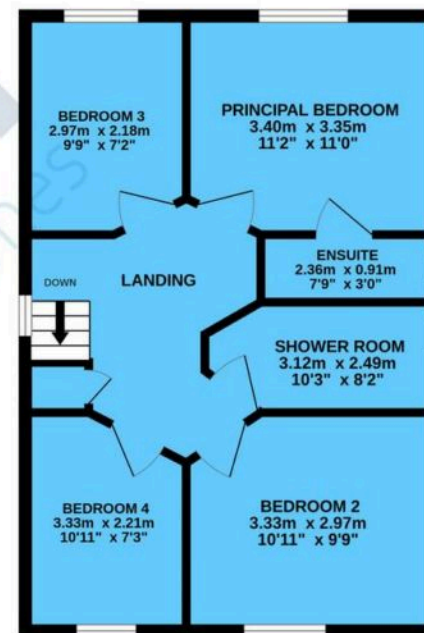 BEDROOM 3
2.97m x 2.18m
9'9" x 7'2"
PRINCIPAL BEDROOM
3.40m x 3.35m
11'2" x 11'0"
DOWN
LANDING
ENSUITE
2.36m x 0.91m
7'9" x 3'0"
SHOWER ROOM
3.12m x 2.49m
10'3" x 8'2"
BEDROOM 4
3.33m x 2.21m
10'11" x 7'3"
BEDROOM 2
3.33m x 2.97m
10'11" x 9'9"